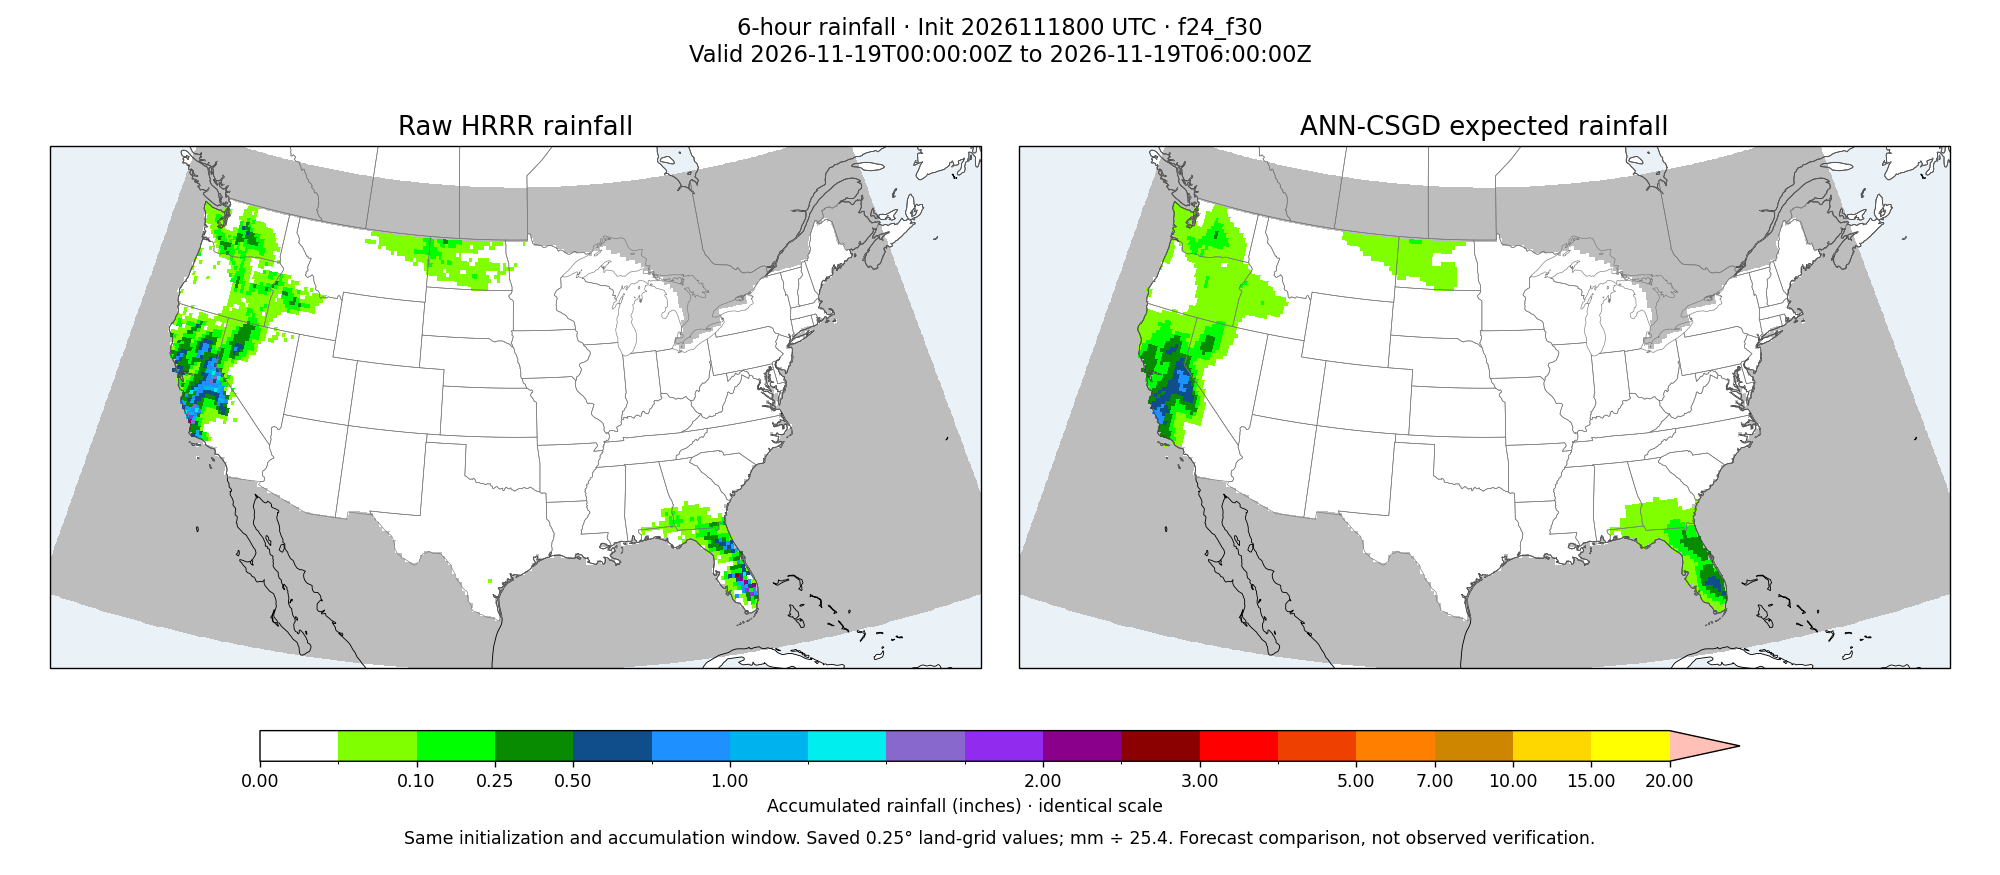 6-hour rainfall · Init 2026111800 UTC · f24_f30
Valid 2026-11-19T00:00:00Z to 2026-11-19T06:00:00Z
Raw HRRR rainfall
ANN-CSGD expected rainfall
0.00 0.10 0.25 0.50 1.00 2.00 3.00 5.00 7.00 10.00 15.00 20.00
Accumulated rainfall (inches) · identical scale
Same initialization and accumulation window. Saved 0.25° land-grid values; mm ÷ 25.4. Forecast comparison, not observed verification.